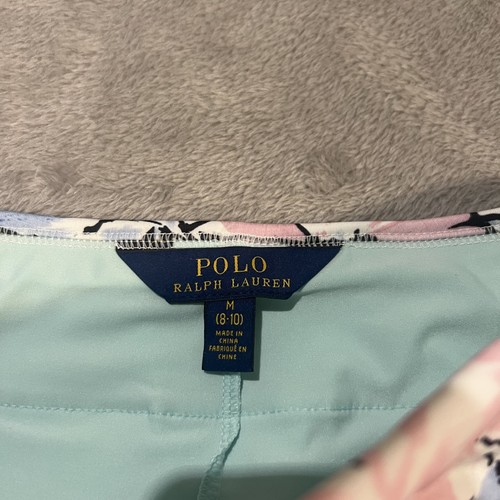 POLO
RALPH LAUREN
M
(8-10)
MADE IN
CHINA
FABRIQUÉ EN
CHINE